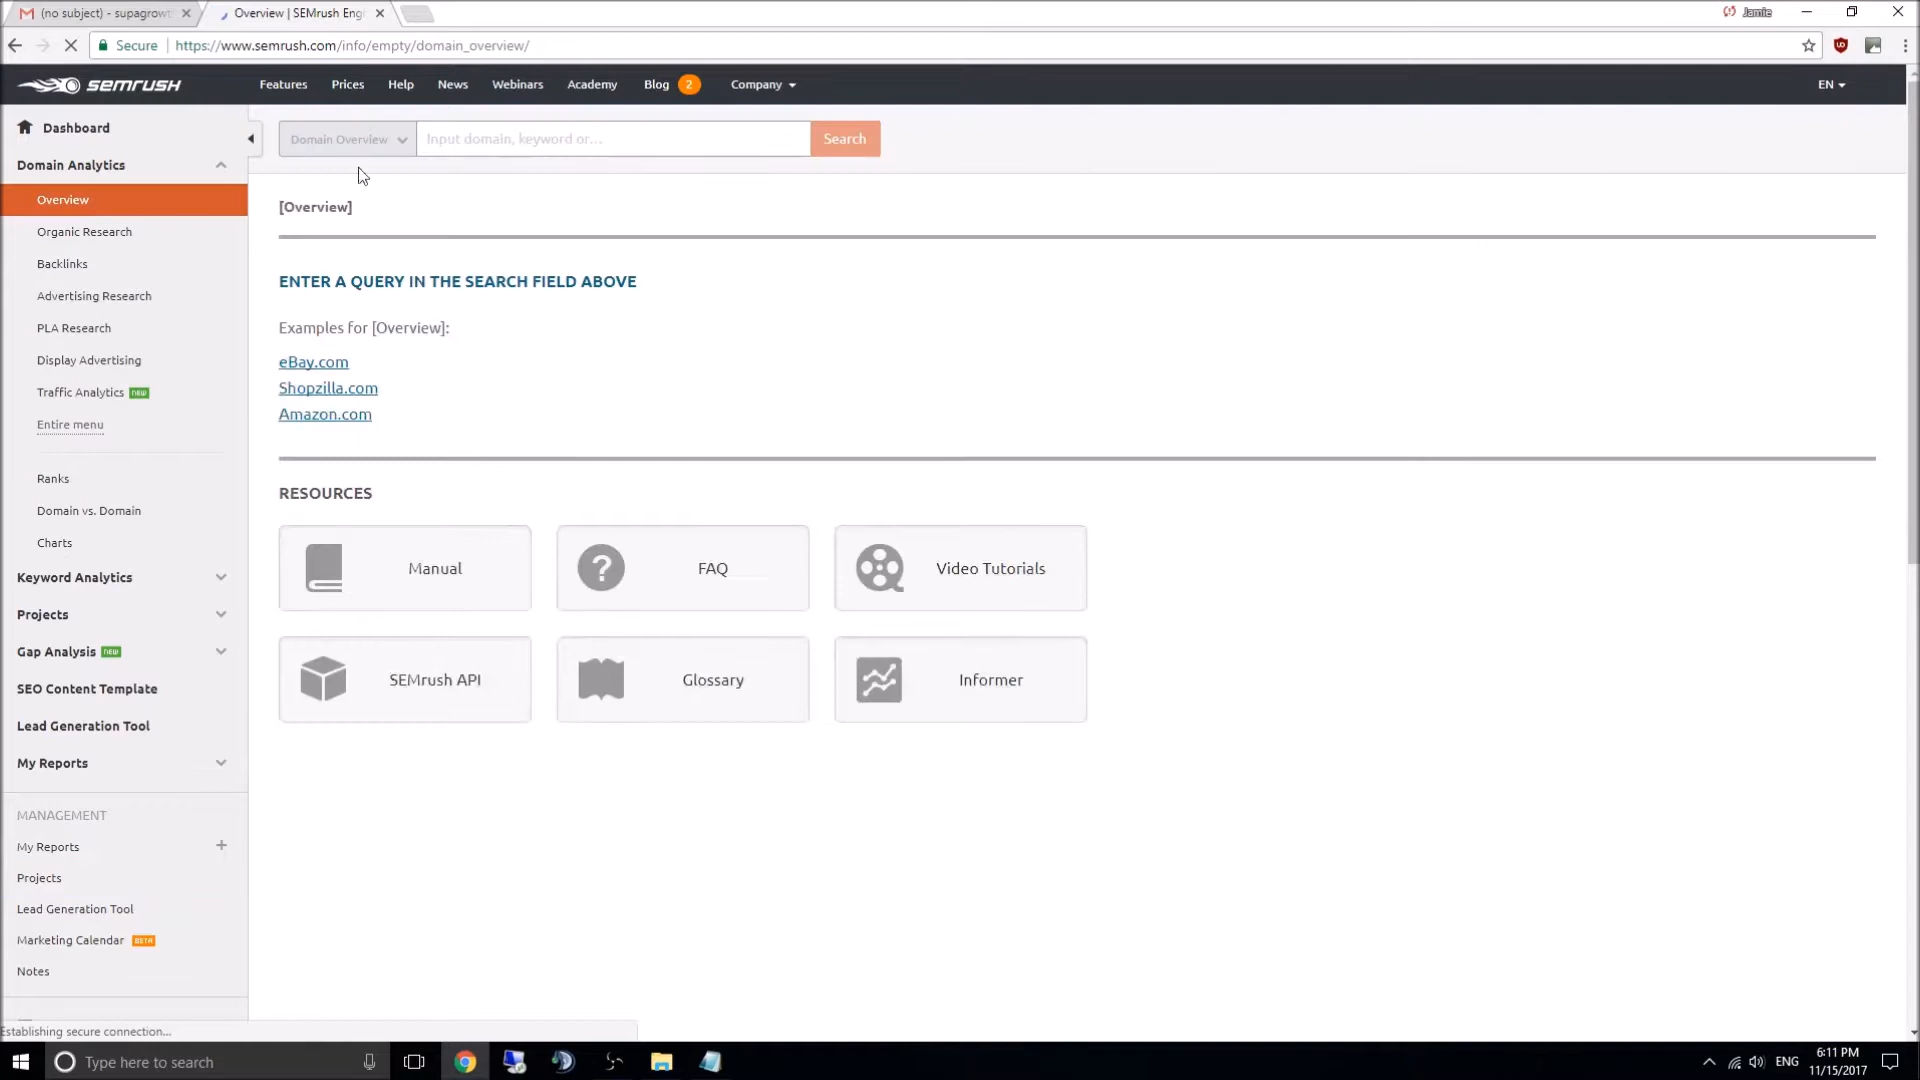 (no subject) - supagrowt
Overview | SEMrush Eng
Jamie
Secure
https://www.semrush.com/info/empty/domain_overview/
SEMRUSH
Features
Prices
Help
News
Webinars
Academy
Blog
2
Company
EN
Dashboard
Domain Analytics
Overview
Organic Research
Backlinks
Advertising Research
PLA Research
Display Advertising
Traffic Analytics new
Entire menu
Ranks
Domain vs. Domain
Charts
Keyword Analytics
Projects
Gap Analysis new
SEO Content Template
Lead Generation Tool
My Reports
MANAGEMENT
My Reports
Projects
Lead Generation Tool
Marketing Calendar BETA
Notes
Domain Overview
Input domain, keyword or...
Search
[Overview]
ENTER A QUERY IN THE SEARCH FIELD ABOVE
Examples for [Overview]:
eBay.com
Shopzilla.com
Amazon.com
RESOURCES
Manual
FAQ
Video Tutorials
SEMrush API
Glossary
Informer
Establishing secure connection...
Type here to search
ENG
6:11 PM
11/15/2017